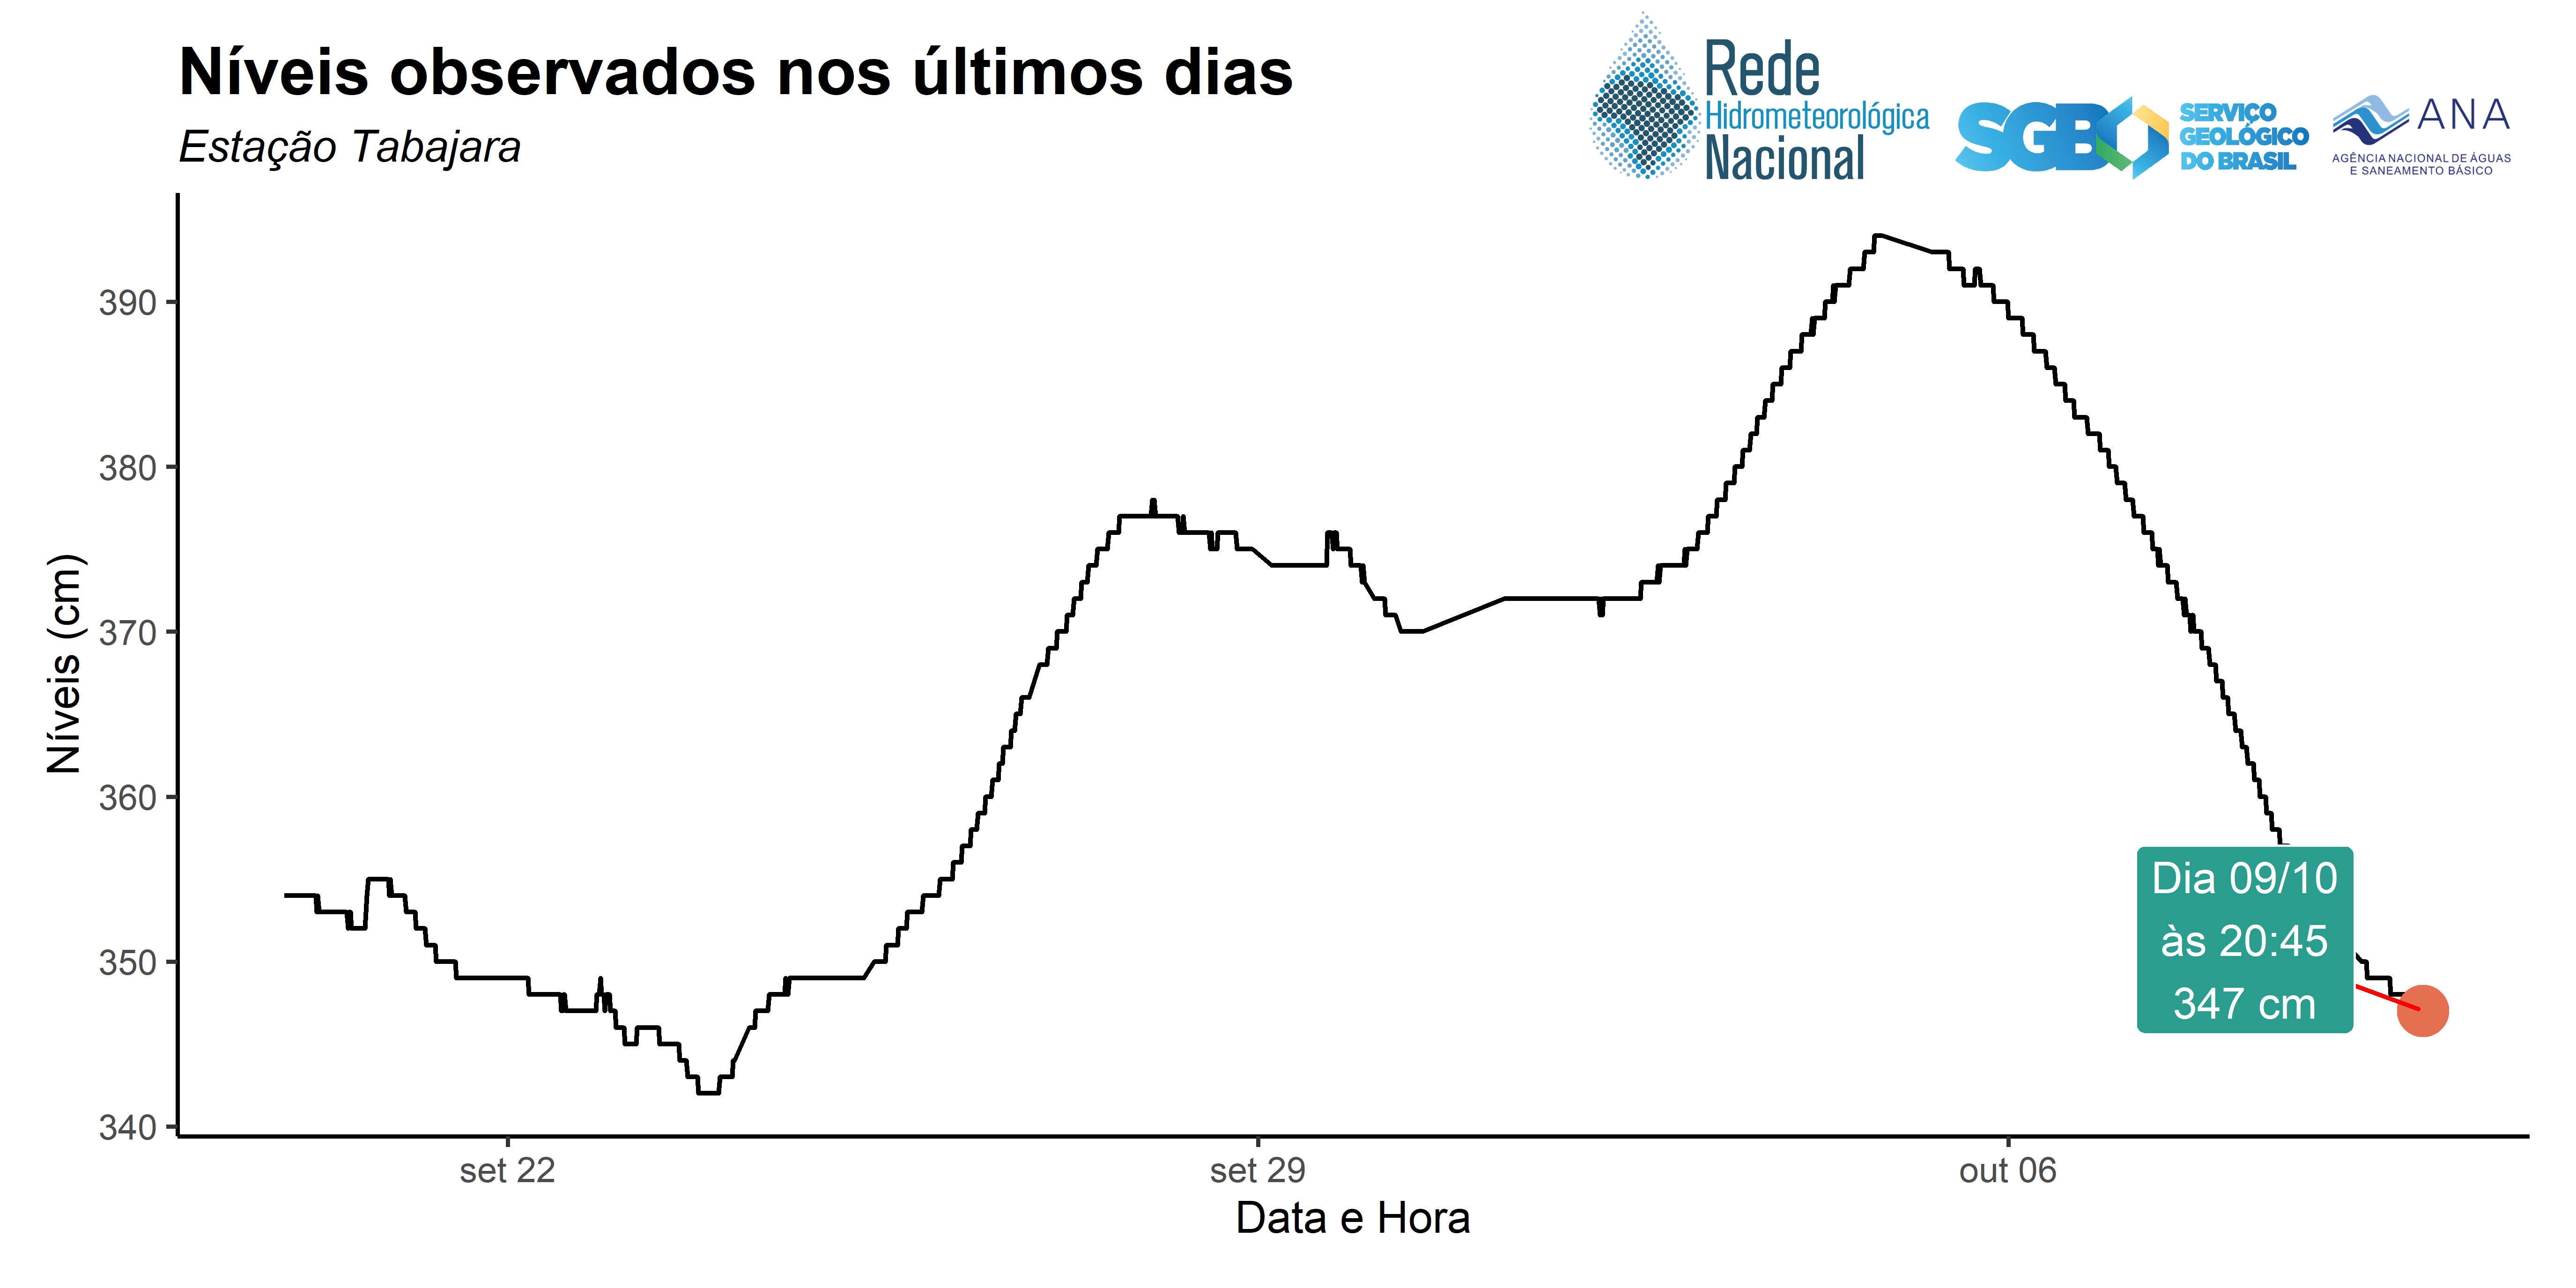 Níveis observados nos últimos dias
Estação Tabajara
Rede
Hidrometeorológica
Nacional
SGB
SERVIÇO
GEOLÓGICO
DO BRASIL
ANA
AGÊNCIA NACIONAL DE ÁGUAS
E SANEAMENTO BÁSICO
Níveis (cm)
390
380
370
360
350
340
Dia 09/10
às 20:45
347 cm
set 22
set 29
out 06
Data e Hora